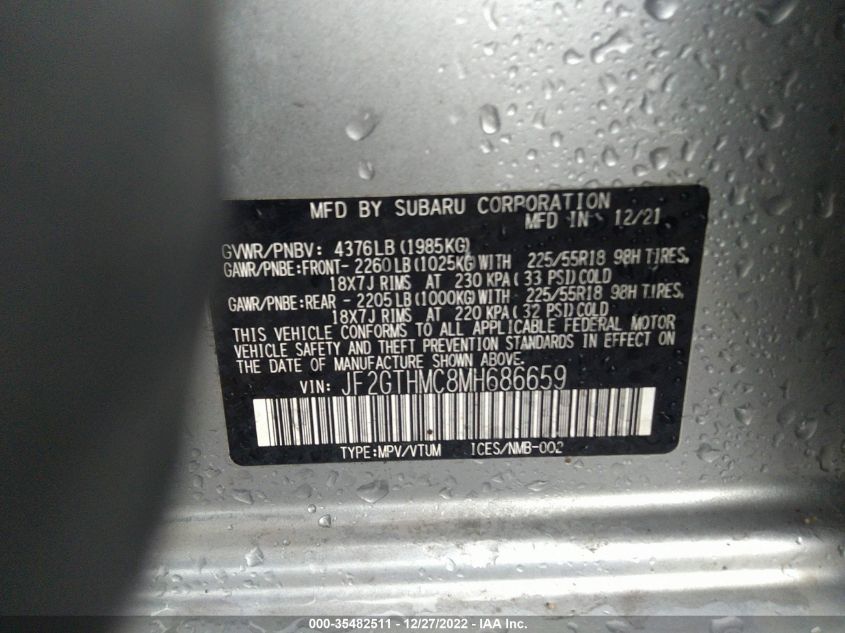 MFD BY SUBARU CORPORATION
MFD IN 12/21
GVWR/PNBV: 4376LB(1985KG)
GAWR/PNBE:FRONT- 2260LB(1025KG)WITH 225/55R18 98H TIRES,
18X7J RIMS AT 230 KPA( 33 PSI)COLD
GAWR/PNBE:REAR - 2205LB(1000KG)WITH 225/55R18 98H TIRES,
18X7J RIMS AT 220 KPA( 32 PSI)COLD
THIS VEHICLE CONFORMS TO ALL APPLICABLE FEDERAL MOTOR
VEHICLE SAFETY AND THEFT PREVENTION STANDARDS IN EFFECT ON
THE DATE OF MANUFACTURE SHOWN ABOVE.
VIN: JF2GTHMC8MH686659
TYPE:MPV/VTUM ICES/NMB-002
000-35482511 - 12/27/2022 - IAA Inc.